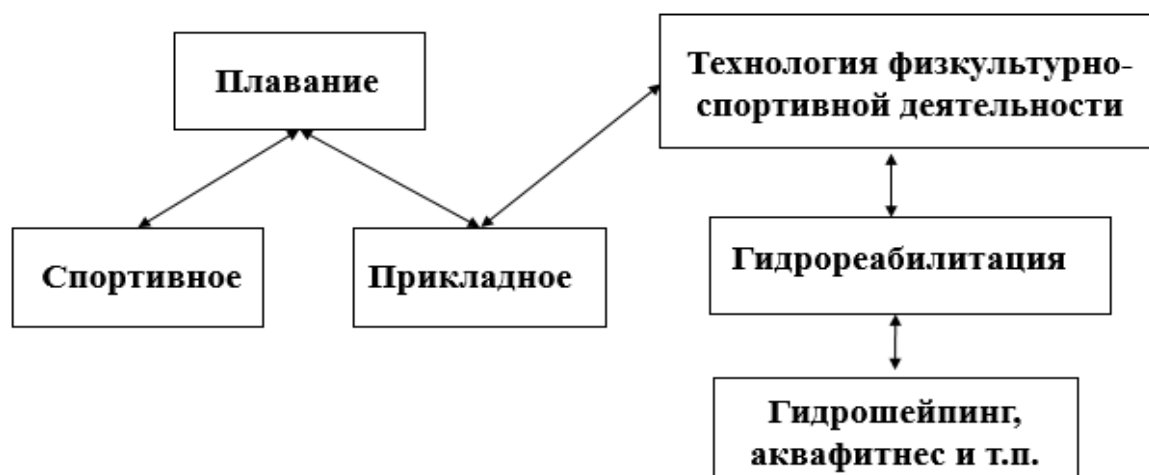 Плавание
Технология физкультурно-
спортивной деятельности
Спортивное
Прикладное
Гидрореабилитация
Гидрошейпинг,
аквафитнес и т.п.